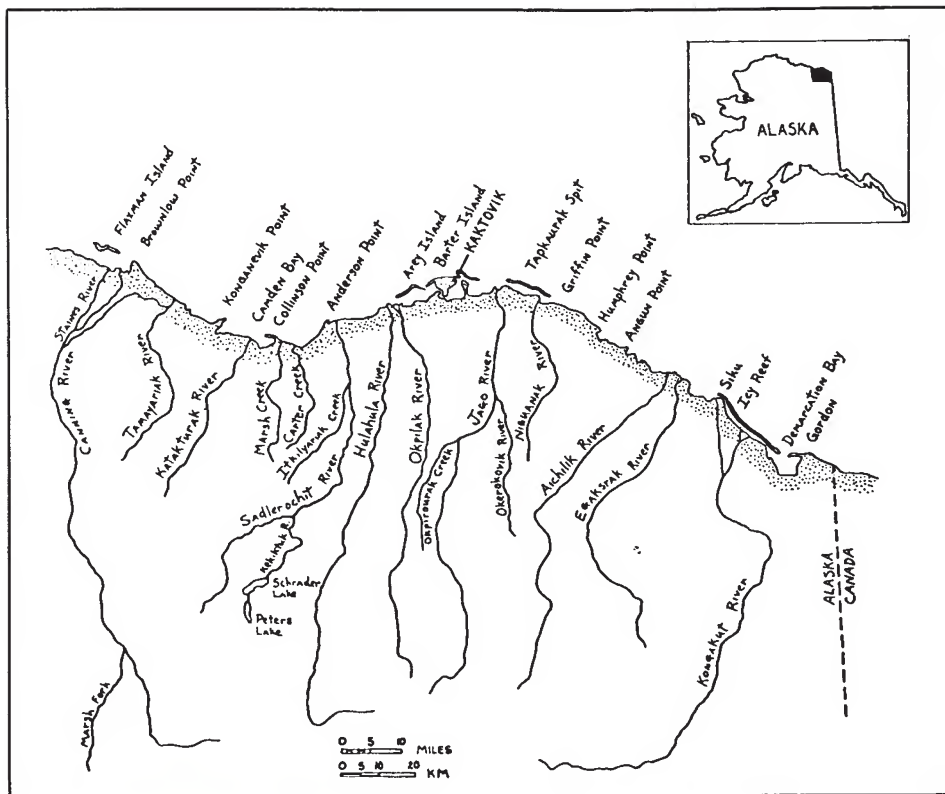 ALASKA
Flaxman Island
Brownlow Point
Konganevik Point
Camden Bay
Collinson Point
Anderson Point
Arey Island
Barter Island
KAKTOVIK
Tapkaurak Spit
Griffin Point
Humphrey Point
Angun Point
Siku
Icy Reef
Demarcation Bay
Gordon
Staines River
Canning River
Tamayariak River
Katakturak River
Marsh Creek
Carter Creek
Itkilyariak Creek
Sadlerochit River
Kekiktuk R.
Schrader
Lake
Peters
Lake
Hulahula River
Okpilak River
Okpirourak Creek
Jago River
Okerokovik River
Niguanak River
Aichilik River
Egaksrak River
Kongakut River
ALASKA
CANADA
Marsh Fork
0 5 10
MILES
0 5 10 20
KM